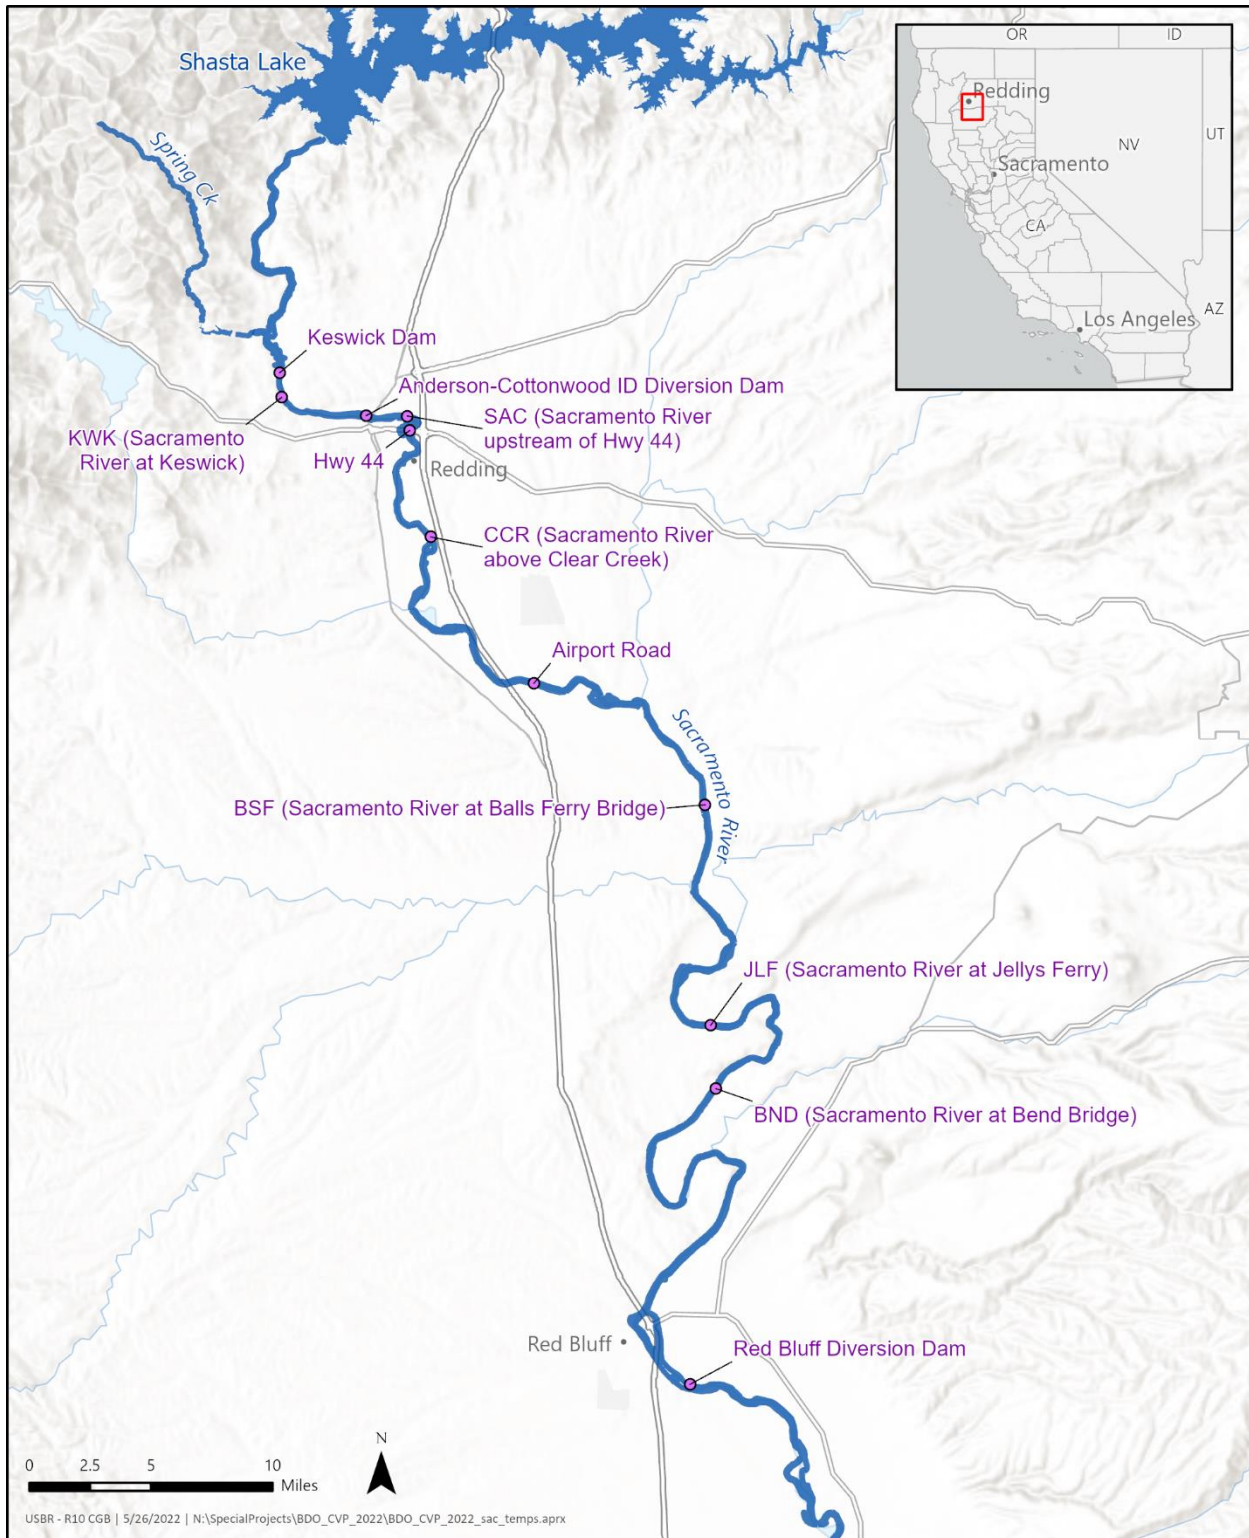 Shasta Lake
OR
ID
Redding
NV
UT
Sacramento
CA
AZ
Los Angeles
Spring Ck
Keswick Dam
Anderson-Cottonwood ID Diversion Dam
KWK (Sacramento
River at Keswick)
SAC (Sacramento River
upstream of Hwy 44)
Hwy 44
Redding
CCR (Sacramento River
above Clear Creek)
Airport Road
Sacramento River
BSF (Sacramento River at Balls Ferry Bridge)
JLF (Sacramento River at Jellys Ferry)
BND (Sacramento River at Bend Bridge)
Red Bluff
Red Bluff Diversion Dam
N
0 2.5 5 10
Miles
USBR - R10 CGB | 5/26/2022 | N:\SpecialProjects\BDO_CVP_2022\BDO_CVP_2022_sac_temps.aprx